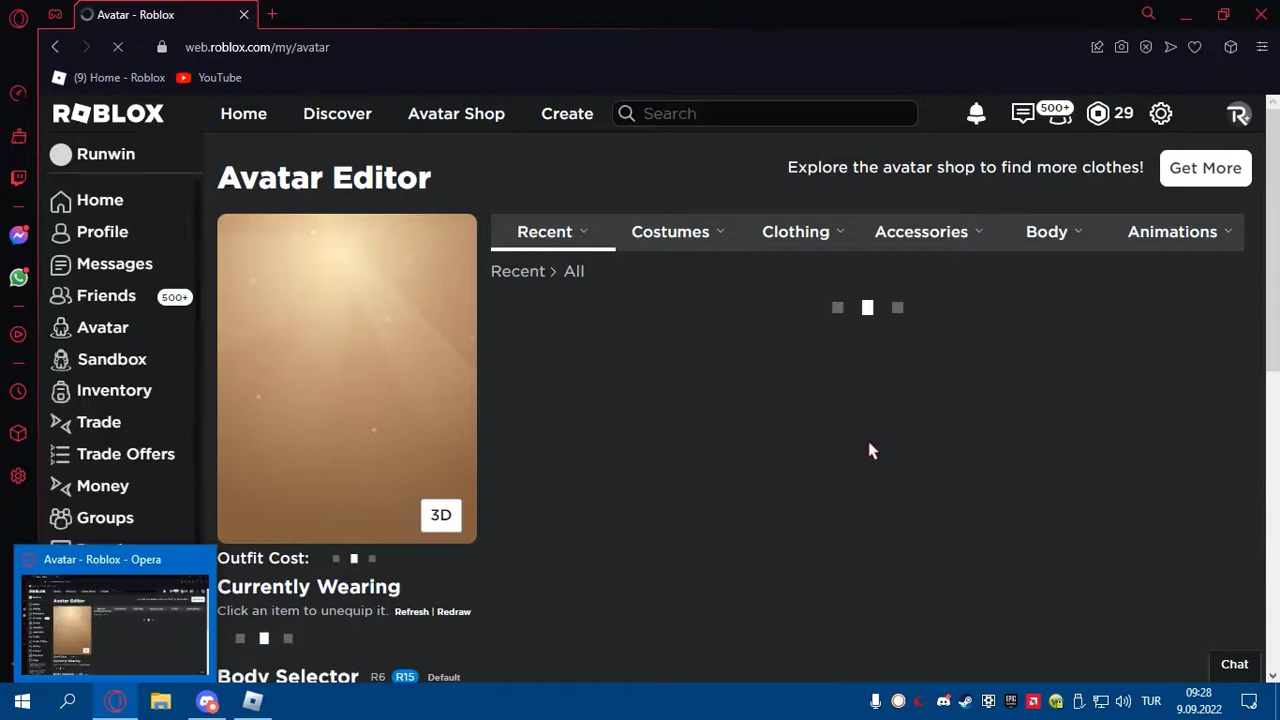 Avatar - Roblox
web.roblox.com/my/avatar
(9) Home - Roblox YouTube
ROBLOX Home Discover Avatar Shop Create Search 500+ 29
Runwin
Home
Profile
Messages
Friends 500+
Avatar
Sandbox
Inventory
Trade
Trade Offers
Money
Groups
Avatar Editor
Explore the avatar shop to find more clothes! Get More
Recent Costumes Clothing Accessories Body Animations
Recent > All
3D
Outfit Cost:
Currently Wearing
Click an item to unequip it. Refresh | Redraw
Body Selector R6 R15 Default
Chat
Avatar - Roblox - Opera
TUR
09:28
9.09.2022